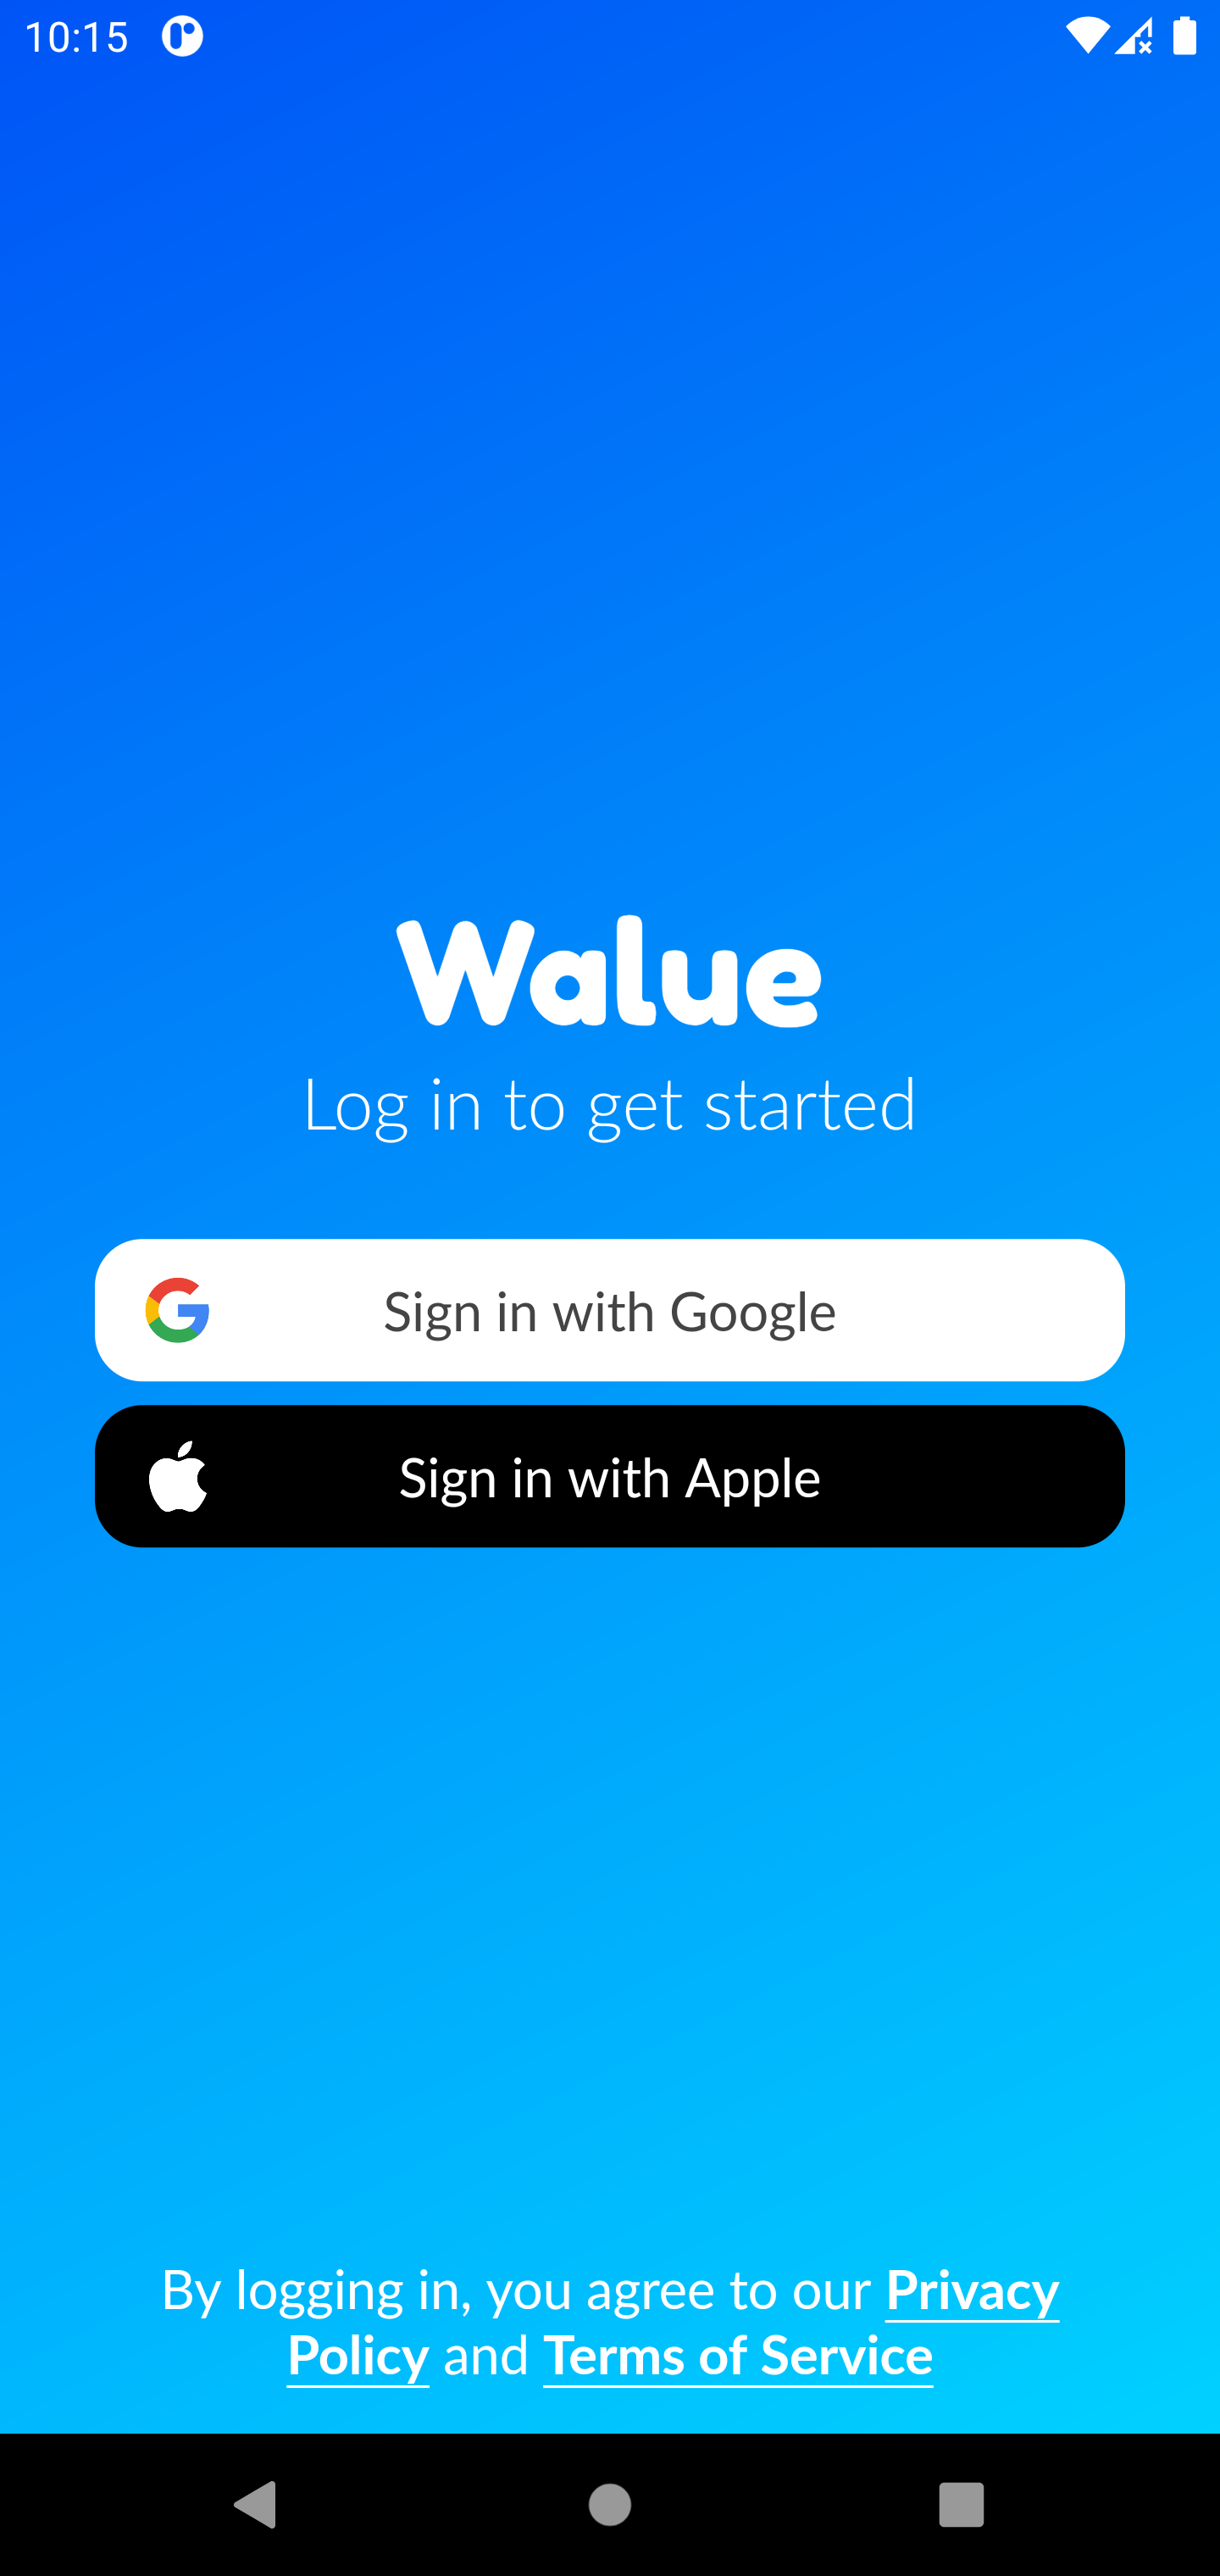 10:15
Walue
Log in to get started
Sign in with Google
Sign in with Apple
By logging in, you agree to our Privacy
Policy and Terms of Service